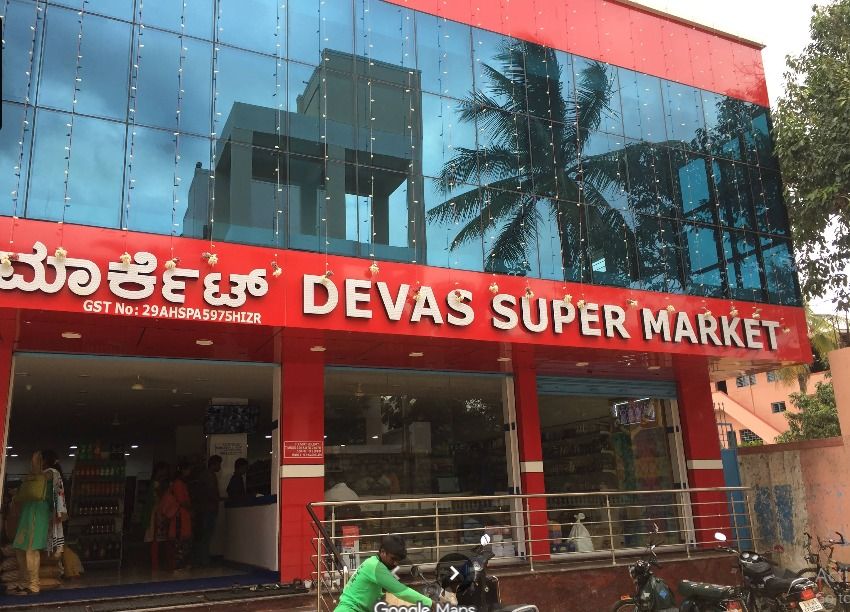 ಮಾರ್ಕೆಟ್ DEVAS SUPER MARKET
GST No: 29AHSPA5975HIZR
Google Maps